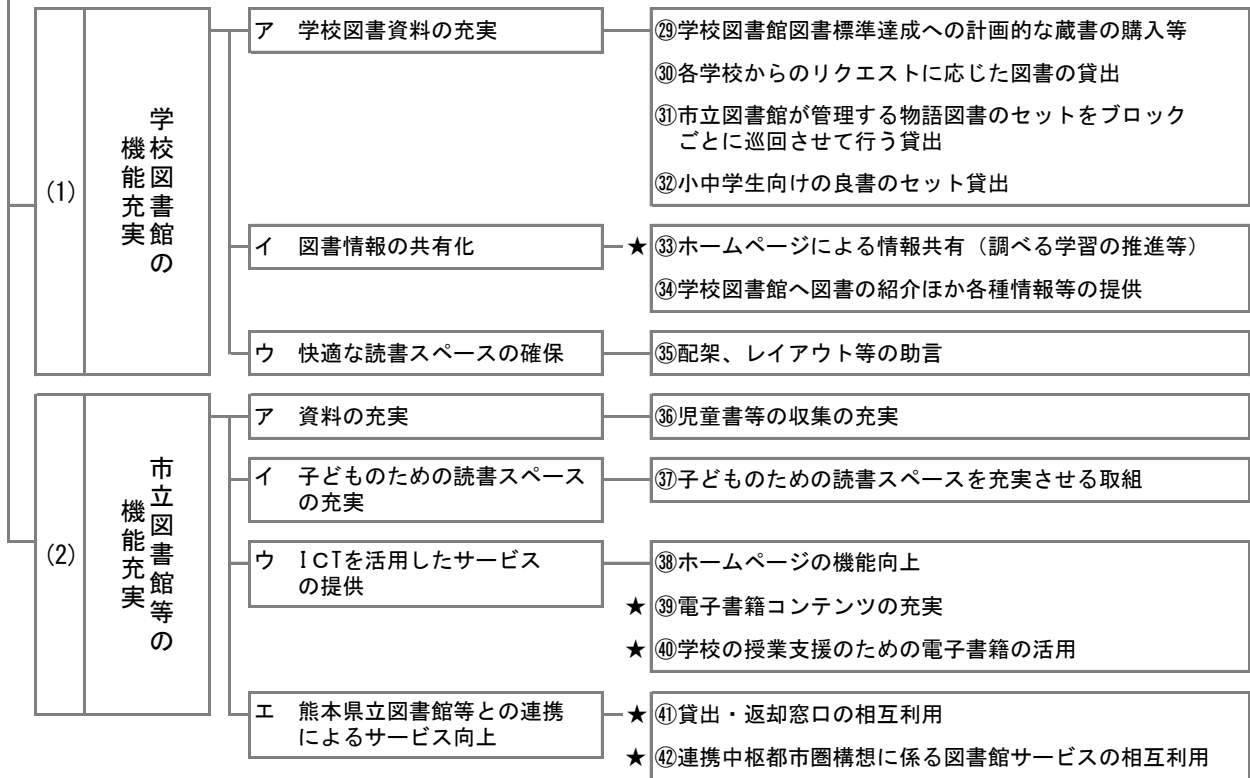 (1)
学校図書館の
機能充実
ア 学校図書資料の充実
㉙学校図書館図書標準達成への計画的な蔵書の購入等
㉚各学校からのリクエストに応じた図書の貸出
㉛市立図書館が管理する物語図書のセットをブロック
ごとに巡回させて行う貸出
㉜小中学生向けの良書のセット貸出
イ 図書情報の共有化
★ ㉝ホームページによる情報共有（調べる学習の推進等）
㉞学校図書館へ図書の紹介ほか各種情報等の提供
ウ 快適な読書スペースの確保
㉟配架、レイアウト等の助言
(2)
市立図書館等の
機能充実
ア 資料の充実
㊱児童書等の収集の充実
イ 子どものための読書スペース
の充実
㊲子どものための読書スペースを充実させる取組
ウ ＩＣＴを活用したサービス
の提供
㊳ホームページの機能向上
★ ㊴電子書籍コンテンツの充実
★ ㊵学校の授業支援のための電子書籍の活用
エ 熊本県立図書館等との連携
によるサービス向上
★ ㊶貸出・返却窓口の相互利用
★ ㊷連携中枢都市圏構想に係る図書館サービスの相互利用